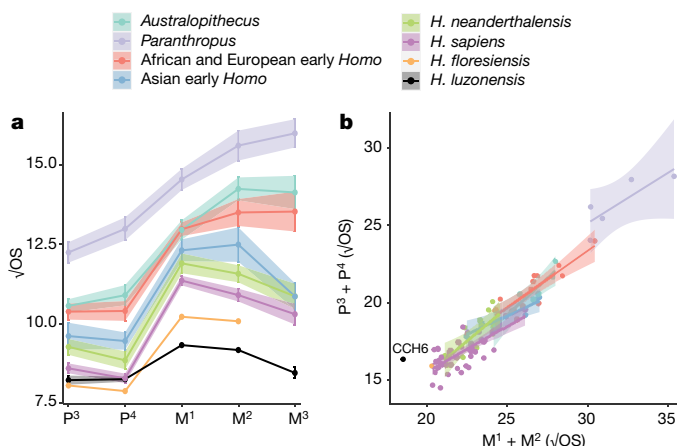 Australopithecus
Paranthropus
African and European early Homo
Asian early Homo
H. neanderthalensis
H. sapiens
H. floresiensis
H. luzonensis
a
√OS
15.0
12.5
10.0
7.5
P³ P⁴ M¹ M² M³
b
P³ + P⁴ (√OS)
30
25
20
15
CCH6
20 25 30 35
M¹ + M² (√OS)